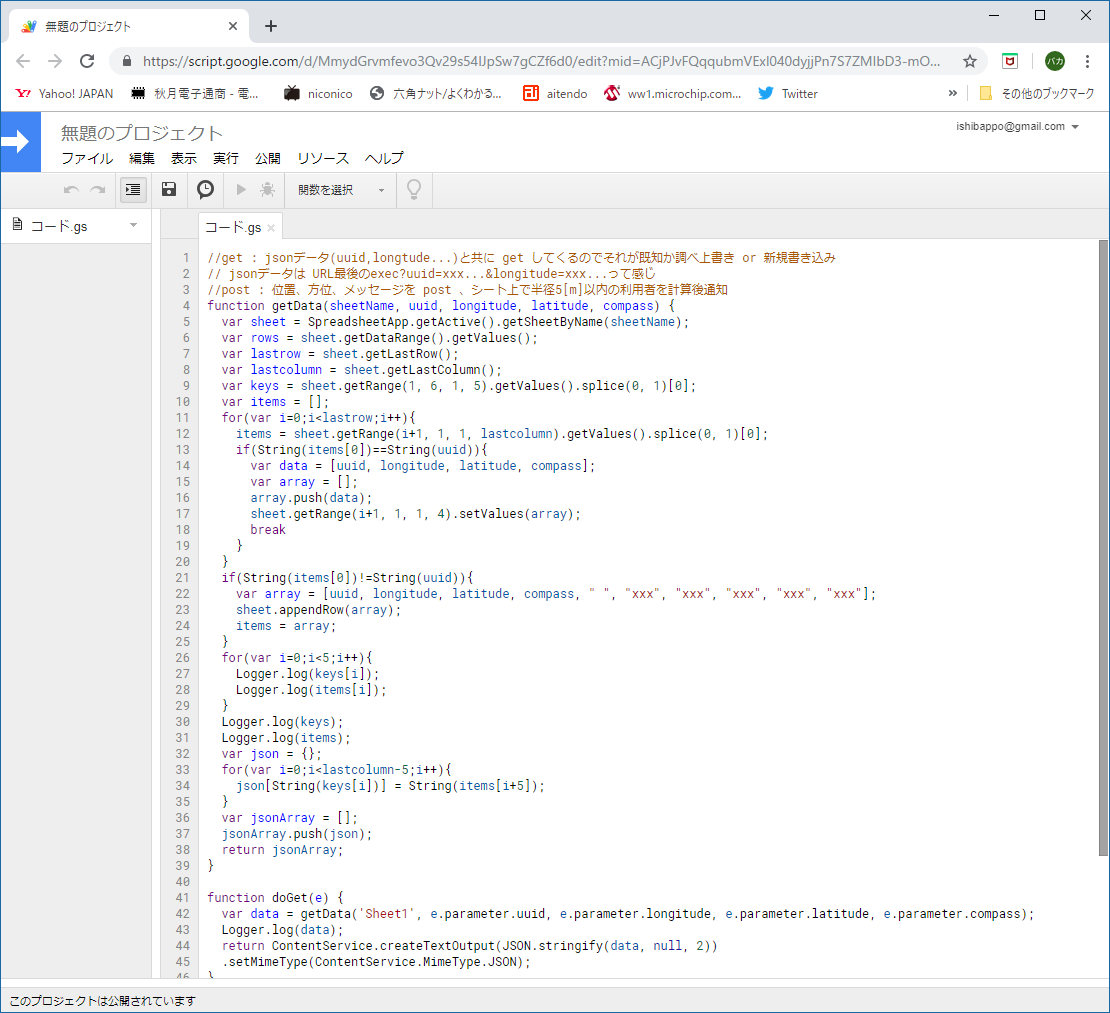 無題のプロジェクト
https://script.google.com/d/MmydGrvmfevo3Qv29s54lJpSw7gCZf6d0/edit?mid=ACjPJvFQqqubmVExl040dyjjPn7S7ZMIbD3-mO...
バカ
Yahoo! JAPAN 秋月電子通商 - 電... niconico 六角ナット/よくわかる... aitendo ww1.microchip.com... Twitter » その他のブックマーク
無題のプロジェクト
ishibappo@gmail.com
ファイル 編集 表示 実行 公開 リソース ヘルプ
関数を選択
コード.gs
コード.gs
1 //get : jsonデータ(uuid,longtude...)と共に get してくるのでそれが既知か調べ上書き or 新規書き込み
2 // jsonデータは URL最後のexec?uuid=xxx...&longitude=xxx...って感じ
3 //post : 位置、方位、メッセージを post 、シート上で半径5[m]以内の利用者を計算後通知
4 function getData(sheetName, uuid, longitude, latitude, compass) {
5 var sheet = SpreadsheetApp.getActive().getSheetByName(sheetName);
6 var rows = sheet.getDataRange().getValues();
7 var lastrow = sheet.getLastRow();
8 var lastcolumn = sheet.getLastColumn();
9 var keys = sheet.getRange(1, 6, 1, 5).getValues().splice(0, 1)[0];
10 var items = [];
11 for(var i=0;i<lastrow;i++){
12 items = sheet.getRange(i+1, 1, 1, lastcolumn).getValues().splice(0, 1)[0];
13 if(String(items[0])==String(uuid)){
14 var data = [uuid, longitude, latitude, compass];
15 var array = [];
16 array.push(data);
17 sheet.getRange(i+1, 1, 1, 4).setValues(array);
18 break
19 }
20 }
21 if(String(items[0])!=String(uuid)){
22 var array = [uuid, longitude, latitude, compass, " ", "xxx", "xxx", "xxx", "xxx", "xxx"];
23 sheet.appendRow(array);
24 items = array;
25 }
26 for(var i=0;i<5;i++){
27 Logger.log(keys[i]);
28 Logger.log(items[i]);
29 }
30 Logger.log(keys);
31 Logger.log(items);
32 var json = {};
33 for(var i=0;i<lastcolumn-5;i++){
34 json[String(keys[i])] = String(items[i+5]);
35 }
36 var jsonArray = [];
37 jsonArray.push(json);
38 return jsonArray;
39 }
40
41 function doGet(e) {
42 var data = getData('Sheet1', e.parameter.uuid, e.parameter.longitude, e.parameter.latitude, e.parameter.compass);
43 Logger.log(data);
44 return ContentService.createTextOutput(JSON.stringify(data, null, 2))
45 .setMimeType(ContentService.MimeType.JSON);
46 }
このプロジェクトは公開されています